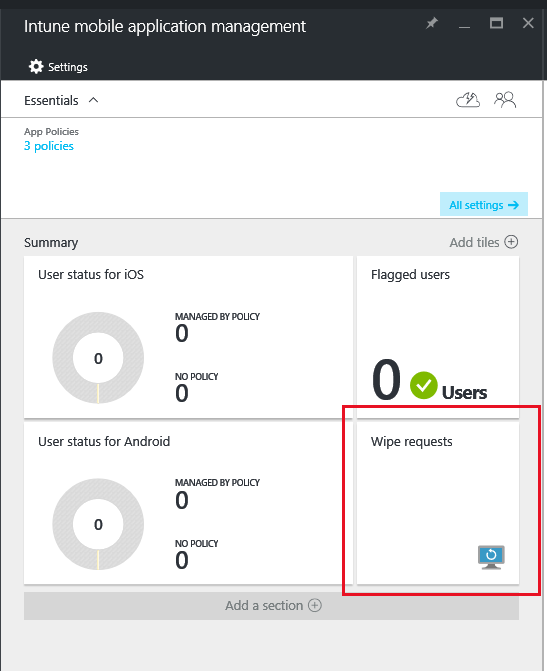 Intune mobile application management
Settings
Essentials
App Policies
3 policies
All settings
Summary
Add tiles
User status for iOS
0
MANAGED BY POLICY
0
NO POLICY
0
Flagged users
0 Users
User status for Android
0
MANAGED BY POLICY
0
NO POLICY
0
Wipe requests
Add a section